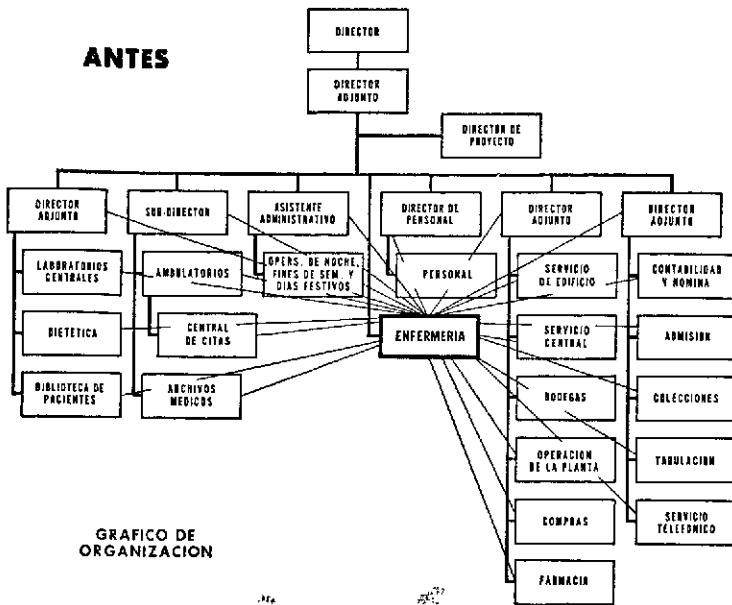 ANTES
DIRECTOR
DIRECTOR
ADJUNTO
DIRECTOR DE
PROYECTO
DIRECTOR
ADJUNTO
SUB-DIRECTOR
ASISTENTE
ADMINISTRATIVO
DIRECTOR DE
PERSONAL
DIRECTOR
ADJUNTO
DIRECTOR
ADJUNTO
LABORATORIOS
CENTRALES
AMBULATORIOS
OPERS. DE NOCHE,
FINES DE SEM. Y
DIAS FESTIVOS
PERSONAL
SERVICIO
DE EDIFICIO
CONTABILIDAD
Y NOMINA
DIETETICA
CENTRAL
DE CITAS
ENFERMERIA
SERVICIO
CENTRAL
ADMISION
BIBLIOTECA DE
PACIENTES
ARCHIVOS
MEDICOS
BODEGAS
COLECCIONES
OPERACION
DE LA PLANTA
TABULACION
COMPRAS
SERVICIO
TELEFONICO
FARMACIA
GRAFICO DE
ORGANIZACION